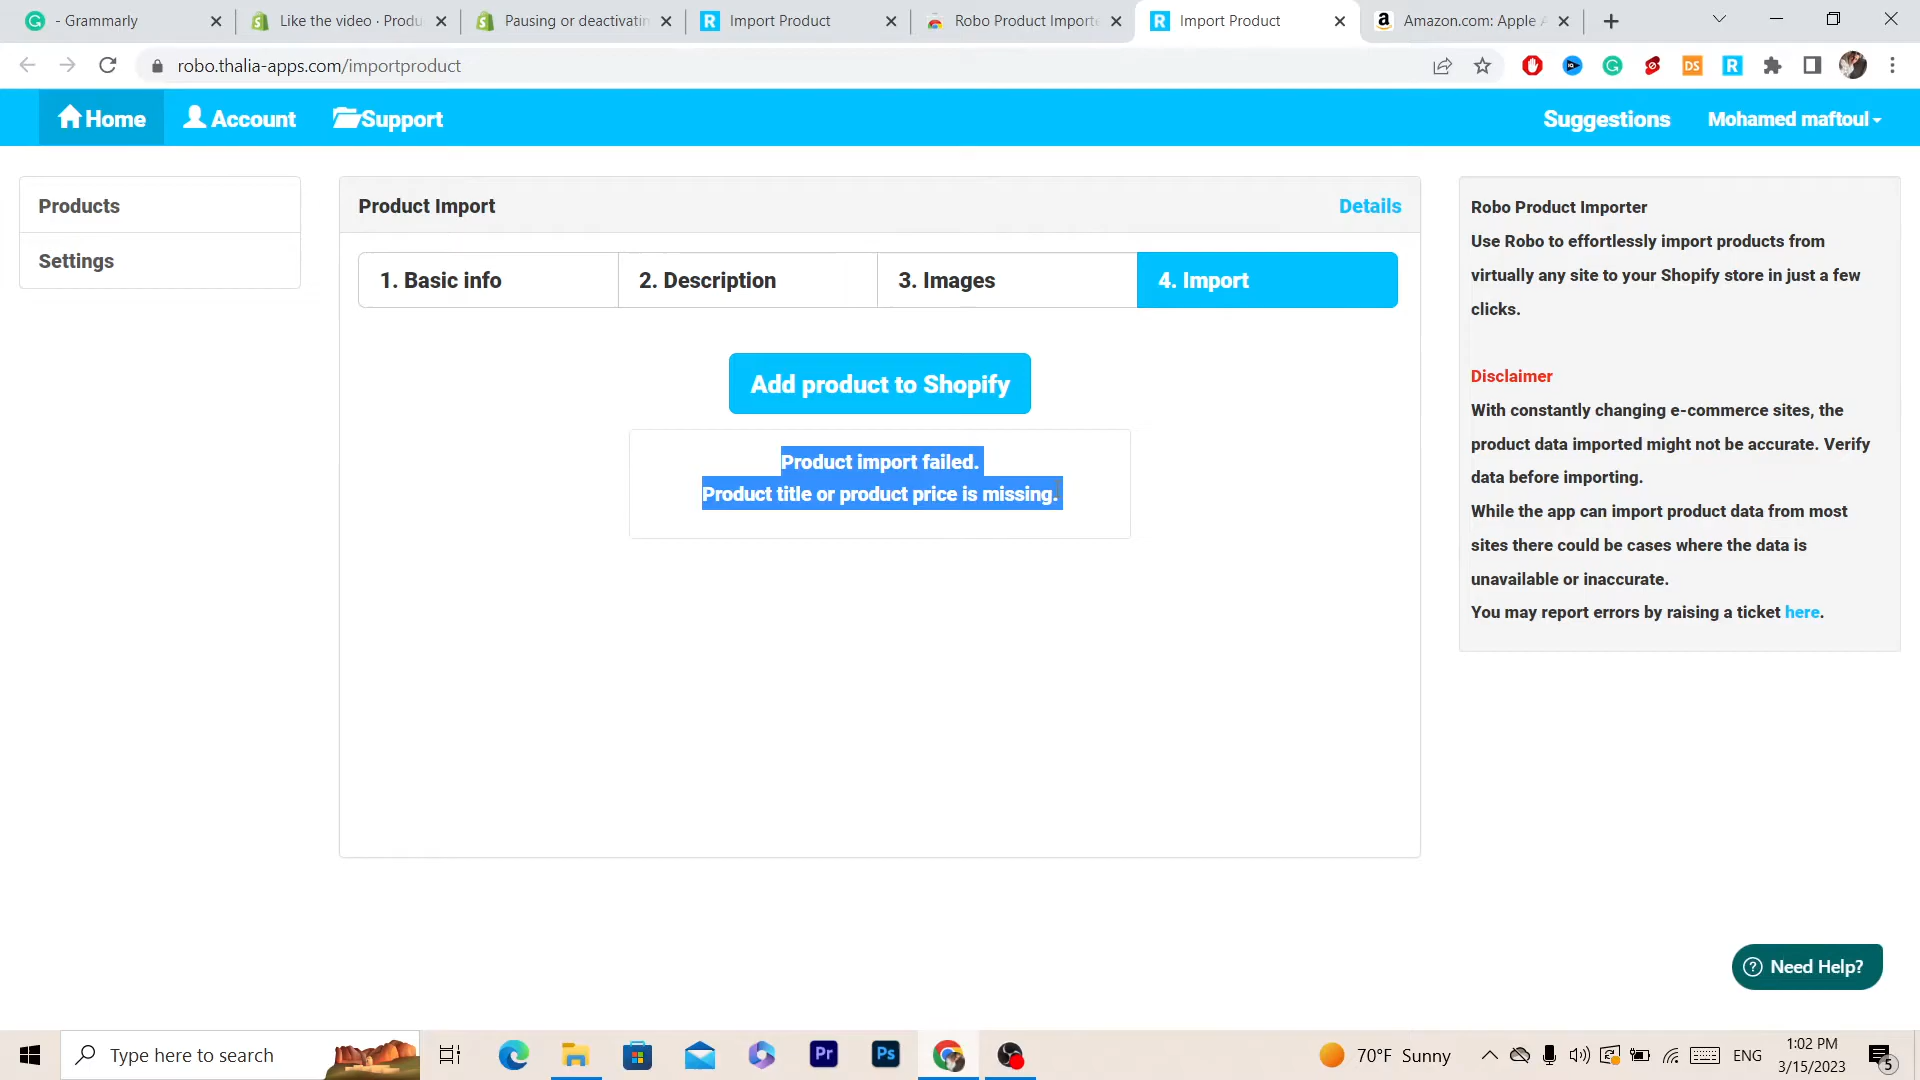 - Grammarly
Like the video · Produ
Pausing or deactivatin
Import Product
Robo Product Importe
Import Product
Amazon.com: Apple A
robo.thalia-apps.com/importproduct
Home
Account
Support
Suggestions
Mohamed maftoul
Products
Settings
Product Import
Details
1. Basic info
2. Description
3. Images
4. Import
Add product to Shopify
Product import failed.
Product title or product price is missing.
Robo Product Importer
Use Robo to effortlessly import products from
virtually any site to your Shopify store in just a few
clicks.
Disclaimer
With constantly changing e-commerce sites, the
product data imported might not be accurate. Verify
data before importing.
While the app can import product data from most
sites there could be cases where the data is
unavailable or inaccurate.
You may report errors by raising a ticket here.
Need Help?
Type here to search
Pr
Ps
70°F Sunny
ENG
1:02 PM
3/15/2023
5